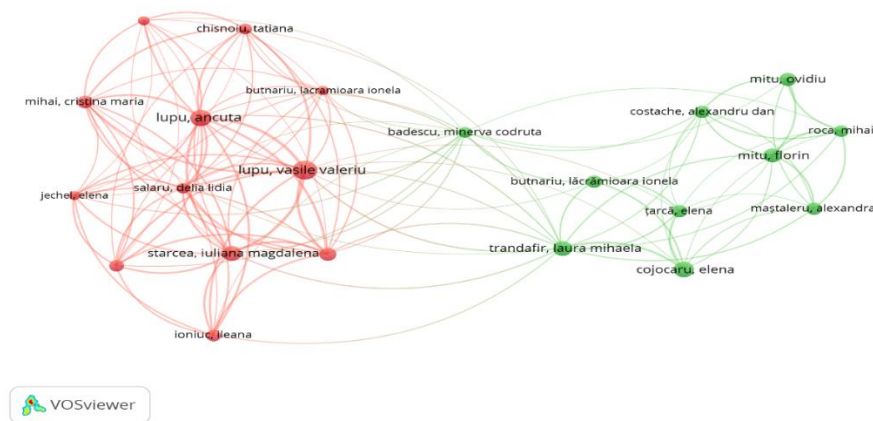 chisnoiu, tatiana
mihai, cristina maria
butnariu, lacramioara ionela
lupu, ancuta
badescu, minerva codruta
lupu, vasile valeriu
salaru, delia lidia
jechel, elena
starcea, iuliana magdalena
ioniuc, ileana
mitu, ovidiu
costache, alexandru dan
roca, mihai
mitu, florin
butnariu, lăcrămioara ionela
țarcă, elena
maștaleru, alexandra
trandafir, laura mihaela
cojocaru, elena
VOSviewer